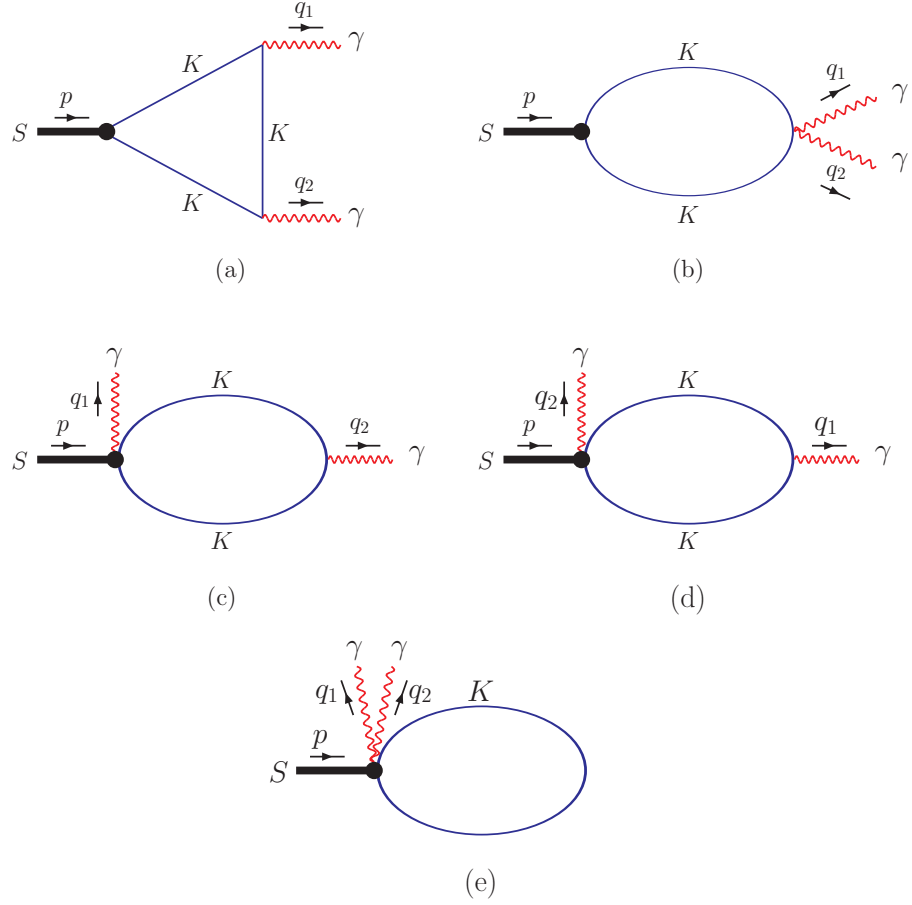 S p K K K q₁ γ q₂ γ
(a)
S p K K q₁ γ q₂ γ
(b)
S p γ q₁ K K q₂ γ
(c)
S p γ q₂ K K q₁ γ
(d)
S p γ γ q₁ q₂ K
(e)